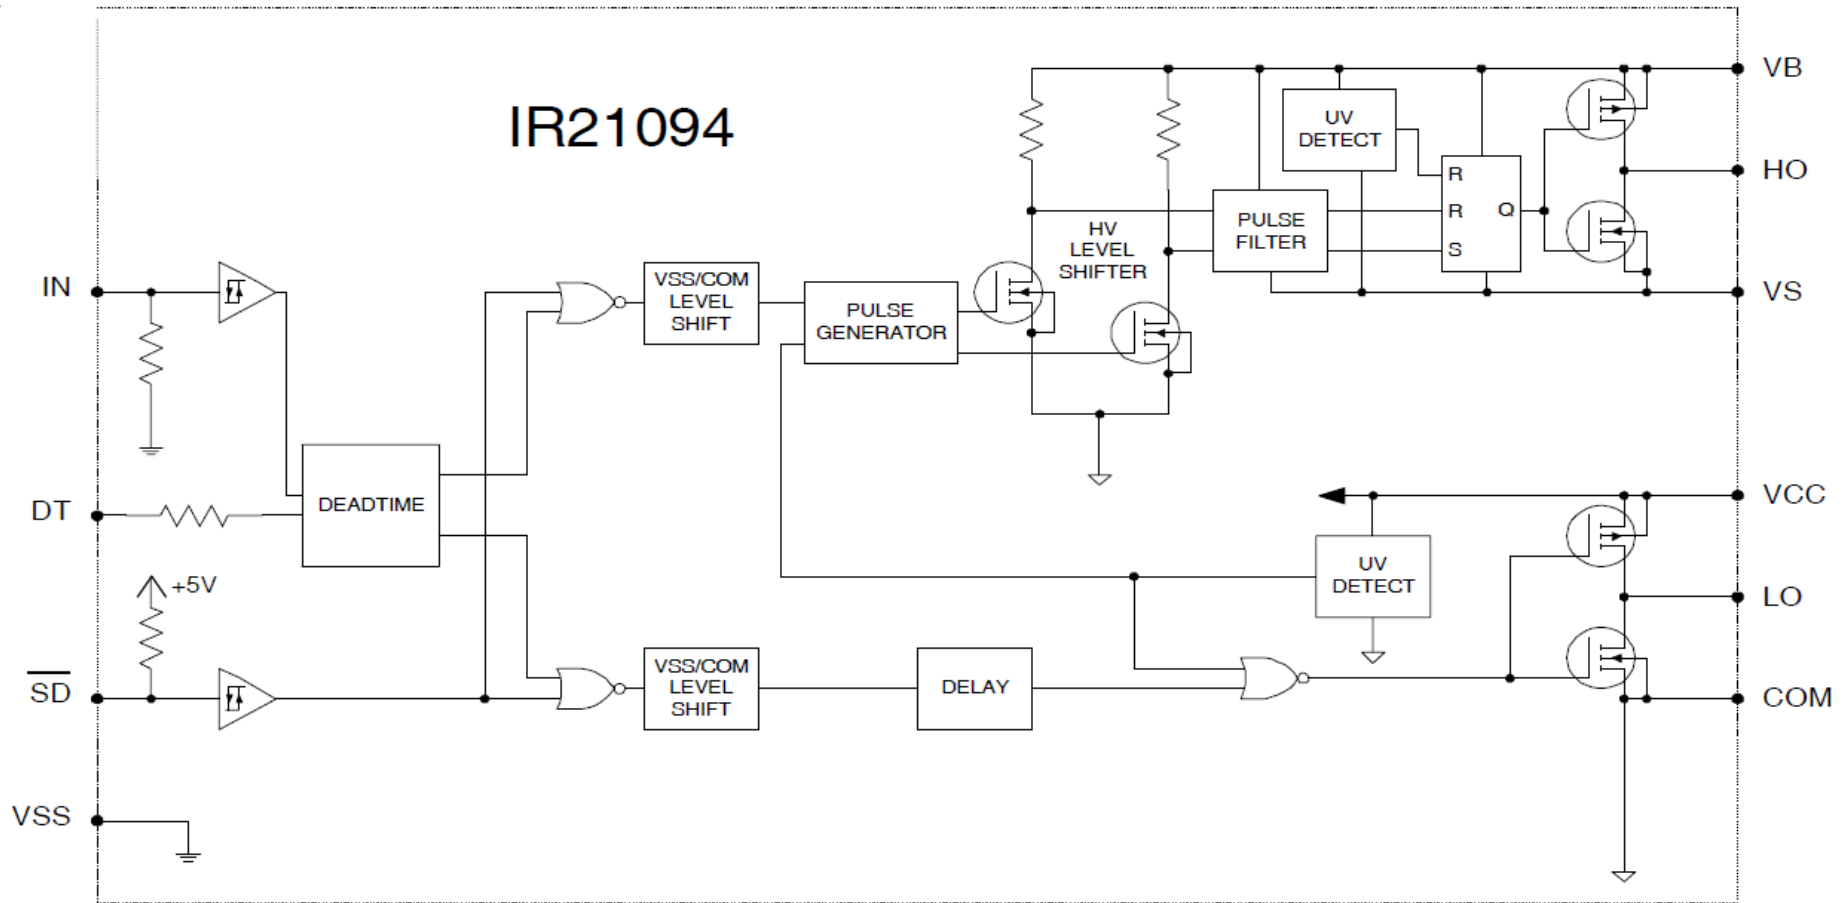 IR21094
VB
UV
DETECT
HO
R
R
S
Q
PULSE
FILTER
HV
LEVEL
SHIFTER
VS
IN
VSS/COM
LEVEL
SHIFT
PULSE
GENERATOR
DT
DEADTIME
VCC
UV
DETECT
LO
+5V
SD
VSS/COM
LEVEL
SHIFT
DELAY
COM
VSS